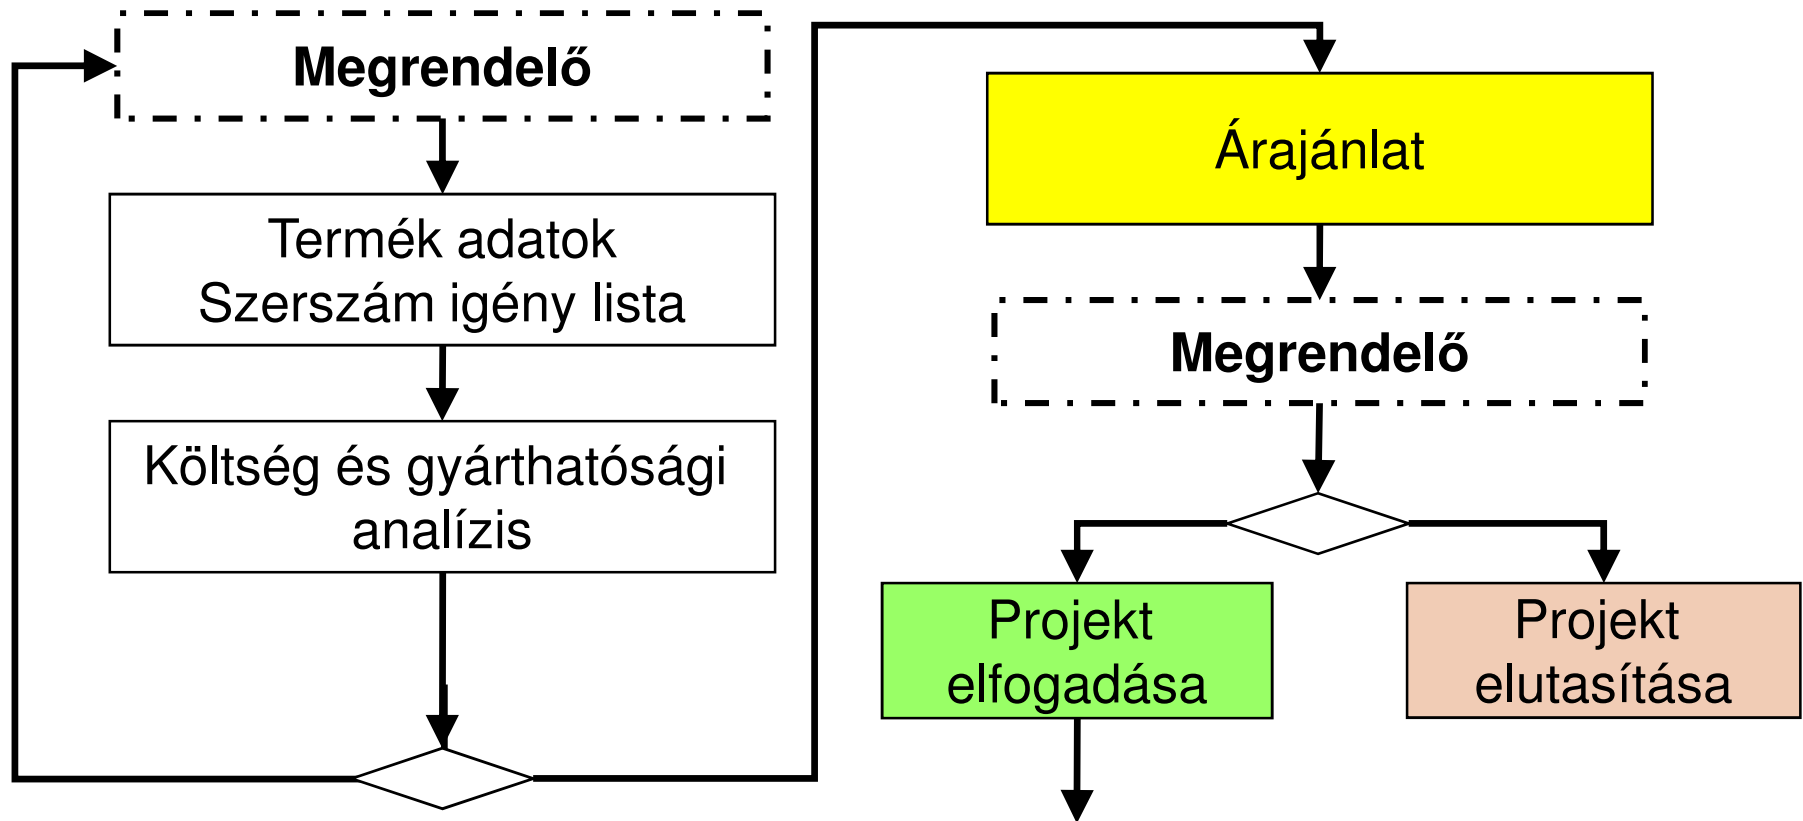 Megrendelő
Termék adatok
Szerszám igény lista
Költség és gyárthatósági
analízis
Árajánlat
Megrendelő
Projekt
elfogadása
Projekt
elutasítása